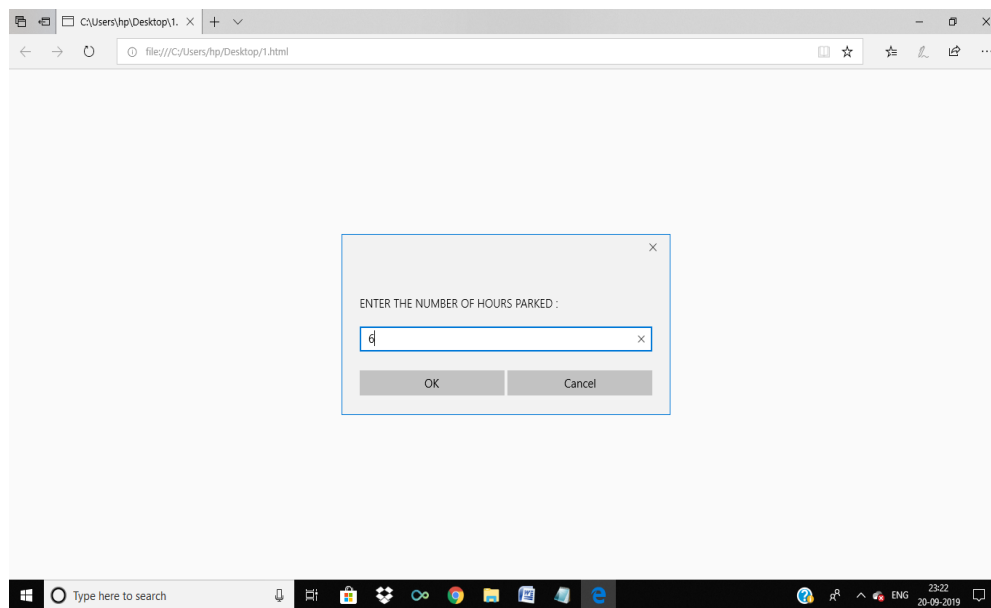 C:\Users\hp\Desktop\1.
file:///C:/Users/hp/Desktop/1.html
ENTER THE NUMBER OF HOURS PARKED :
6
OK Cancel
Type here to search
ENG
23:22
20-09-2019